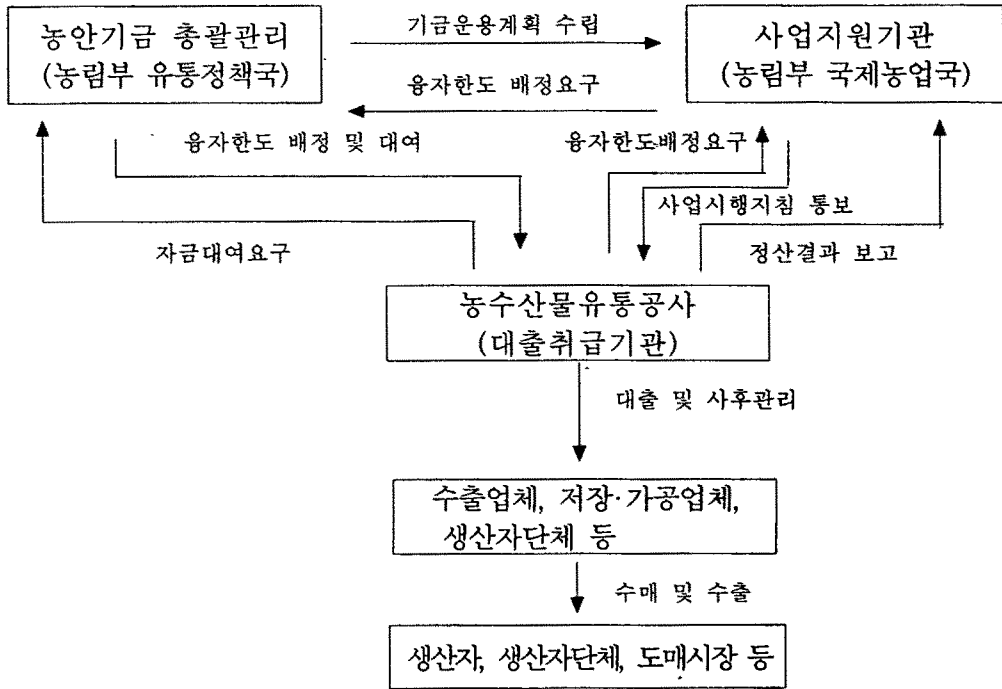 농안기금 총괄관리
(농림부 유통정책국)
기금운용계획 수립
사업지원기관
(농림부 국제농업국)
융자한도 배정요구
융자한도 배정 및 대여
융자한도배정요구
사업시행지침 통보
자금대여요구
정산결과 보고
농수산물유통공사
(대출취급기관)
대출 및 사후관리
수출업체, 저장·가공업체,
생산자단체 등
수매 및 수출
생산자, 생산자단체, 도매시장 등